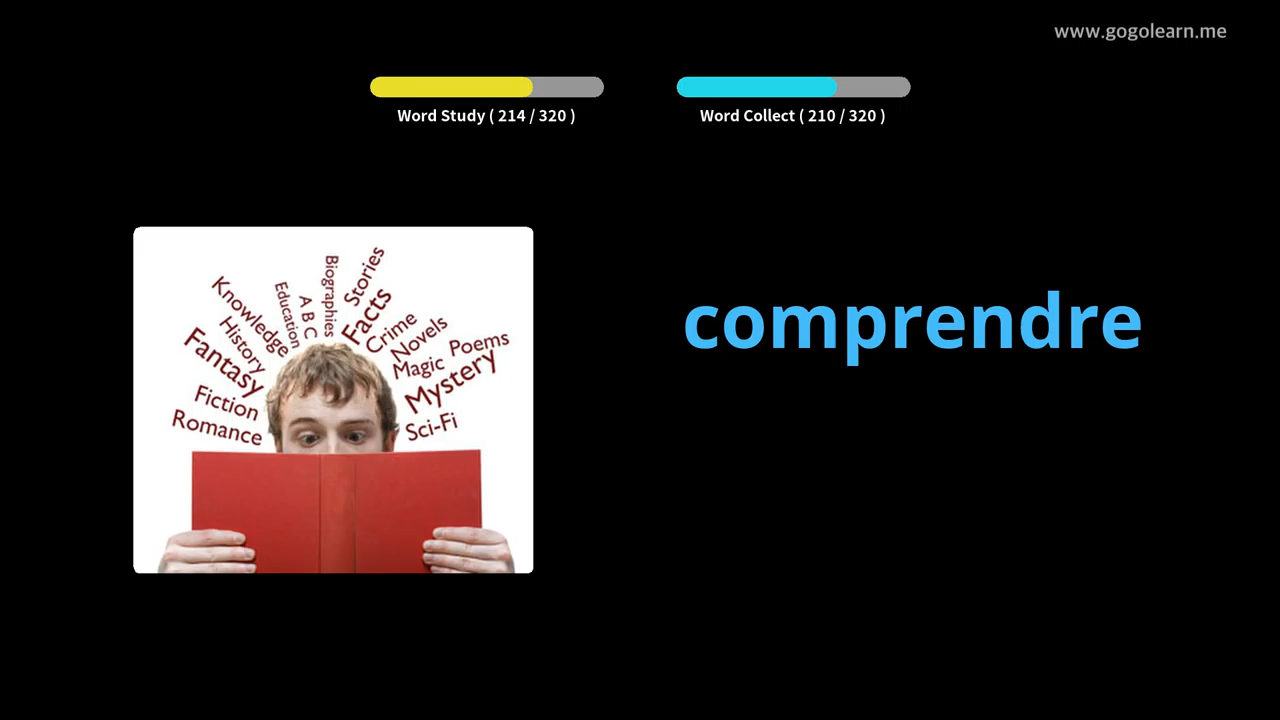 www.gogolearn.me
Word Study ( 214 / 320 )
Word Collect ( 210 / 320 )
comprendre
Biographies
Stories
Education
A B C
Facts
Knowledge
Crime
History
Novels
Fantasy
Magic
Poems
Mystery
Fiction
Romance
Sci-Fi